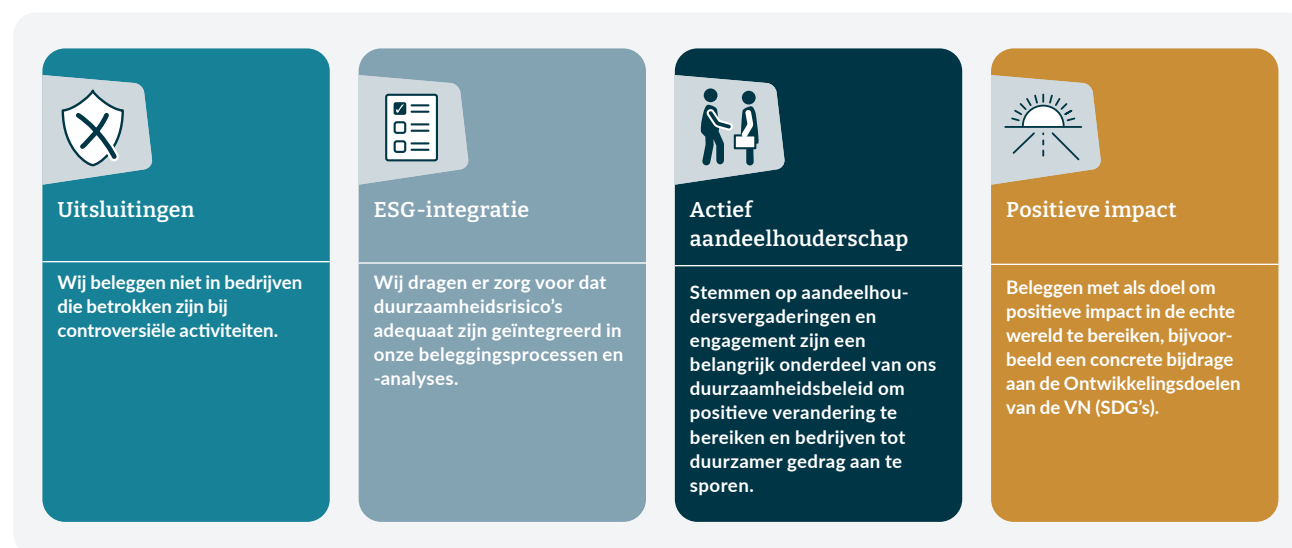 Uitsluitingen
Wij beleggen niet in bedrijven
die betrokken zijn bij
controversiële activiteiten.
ESG-integratie
Wij dragen er zorg voor dat
duurzaamheidsrisico’s
adequaat zijn geïntegreerd in
onze beleggingsprocessen en
-analyses.
Actief
aandeelhouderschap
Stemmen op aandeelhou-
dersvergaderingen en
engagement zijn een
belangrijk onderdeel van ons
duurzaamheidsbeleid om
positieve verandering te
bereiken en bedrijven tot
duurzamer gedrag aan te
sporen.
Positieve impact
Beleggen met als doel om
positieve impact in de echte
wereld te bereiken, bijvoor-
beeld een concrete bijdrage
aan de Ontwikkelingsdoelen
van de VN (SDG’s).